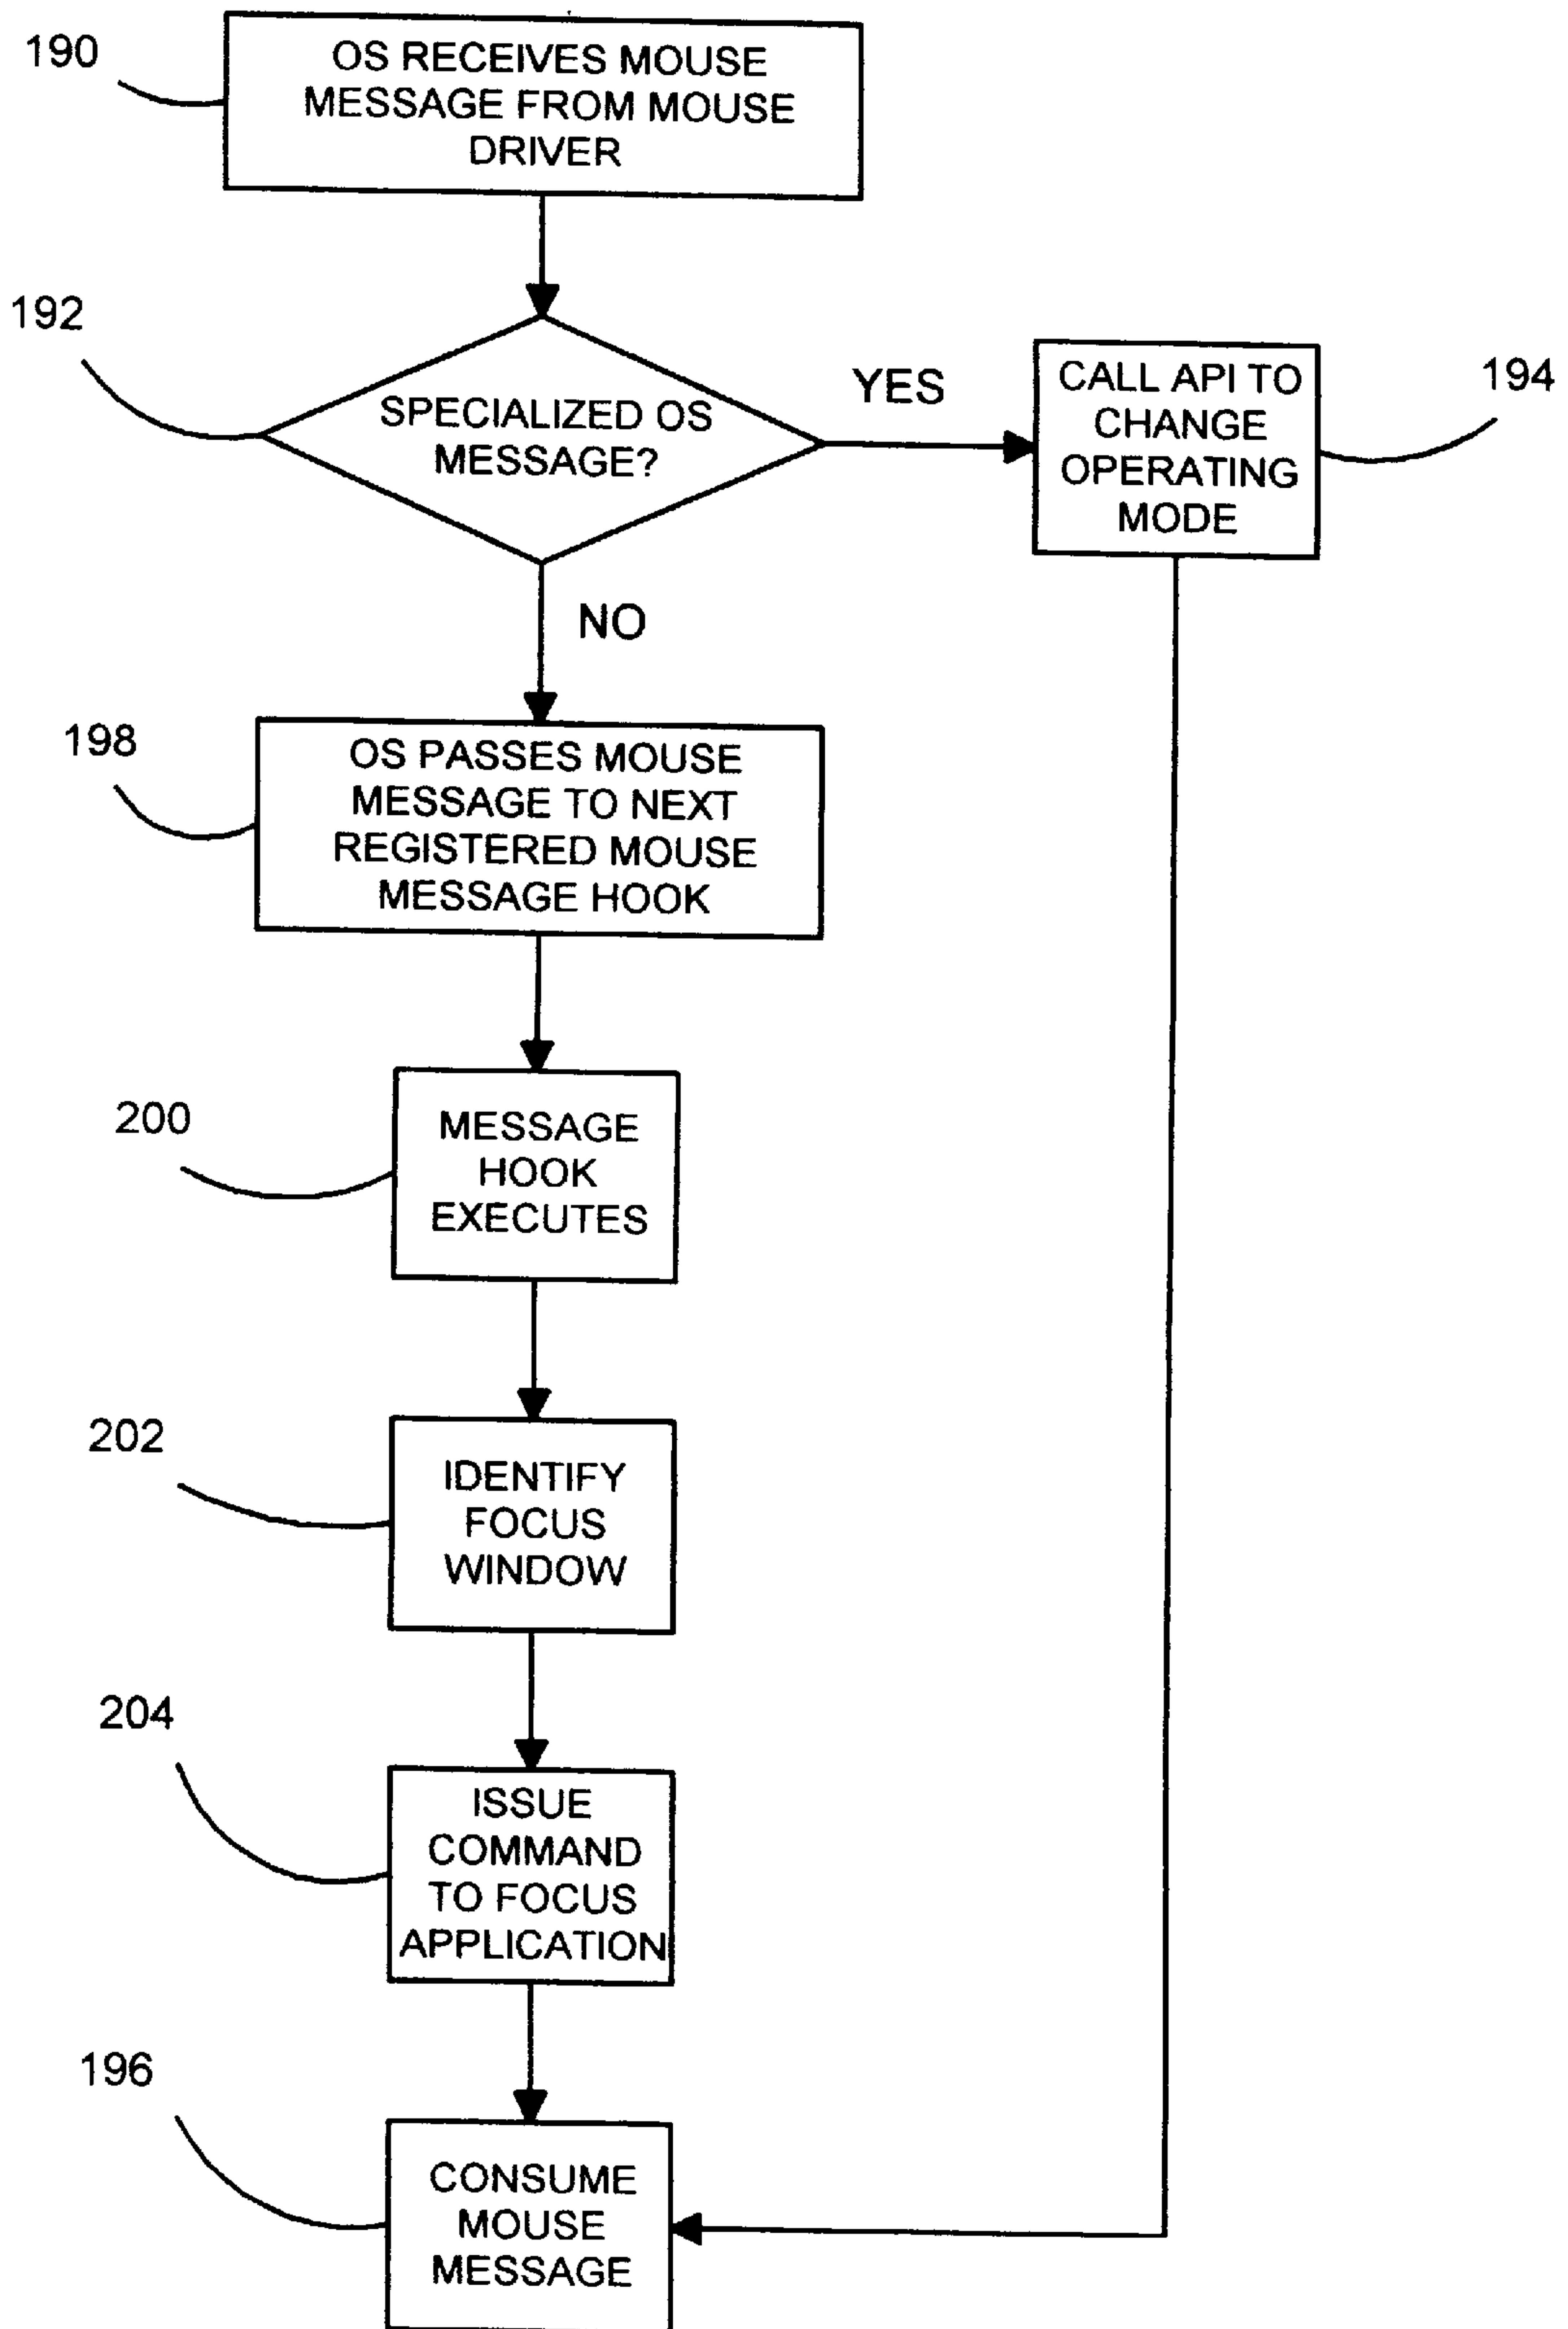 190
OS RECEIVES MOUSE
MESSAGE FROM MOUSE
DRIVER
192
SPECIALIZED OS
MESSAGE?
YES
CALL API TO
CHANGE
OPERATING
MODE
194
NO
198
OS PASSES MOUSE
MESSAGE TO NEXT
REGISTERED MOUSE
MESSAGE HOOK
200
MESSAGE
HOOK
EXECUTES
202
IDENTIFY
FOCUS
WINDOW
204
ISSUE
COMMAND
TO FOCUS
APPLICATION
196
CONSUME
MOUSE
MESSAGE